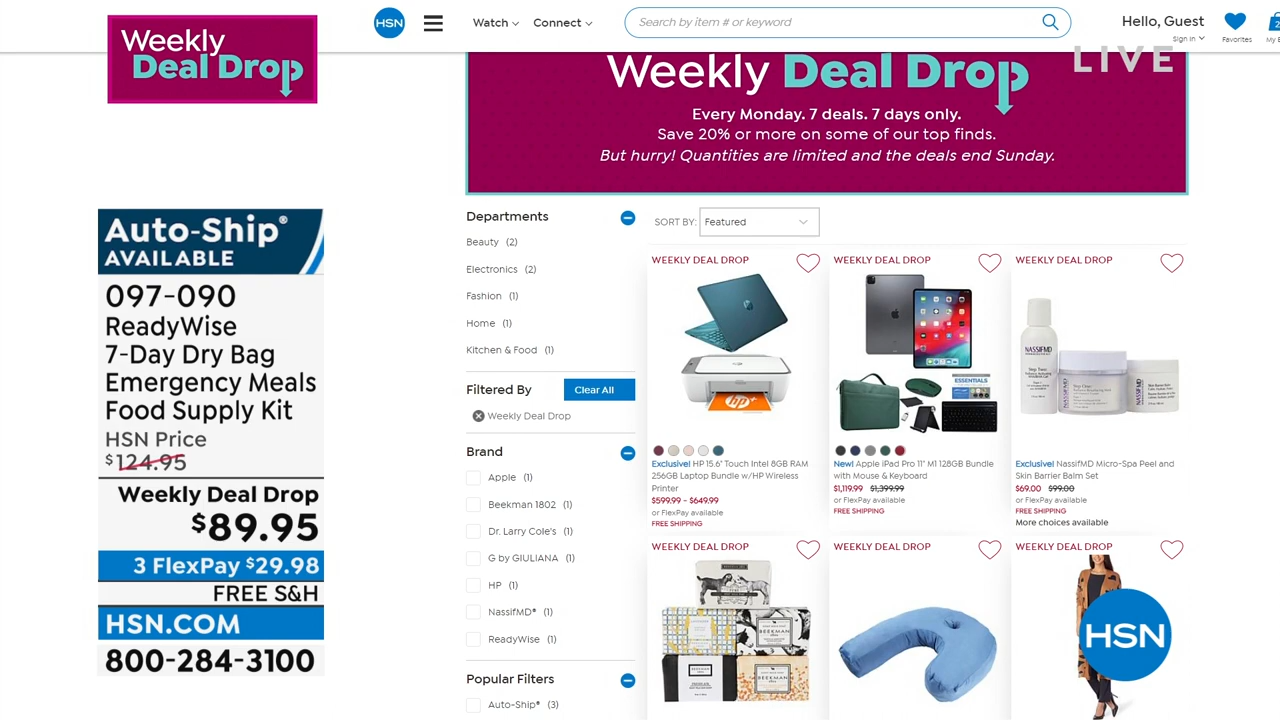 Weekly
Deal Drop
HSN
Watch
Connect
Search by item # or keyword
Hello, Guest
Sign In
Favorites
LIVE
Weekly Deal Drop
Every Monday. 7 deals. 7 days only.
Save 20% or more on some of our top finds.
But hurry! Quantities are limited and the deals end Sunday.
Auto-Ship®
AVAILABLE
097-090
ReadyWise
7-Day Dry Bag
Emergency Meals
Food Supply Kit
HSN Price
$124.95
Weekly Deal Drop
$89.95
3 FlexPay $29.98
FREE S&H
HSN.COM
800-284-3100
Departments
Beauty (2)
Electronics (2)
Fashion (1)
Home (1)
Kitchen & Food (1)
Filtered By
Clear All
Weekly Deal Drop
Brand
Apple (1)
Beekman 1802 (1)
Dr. Larry Cole's (1)
G by GIULIANA (1)
HP (1)
NassifMD® (1)
ReadyWise (1)
Popular Filters
Auto-Ship® (3)
SORT BY: Featured
WEEKLY DEAL DROP
Exclusive! HP 15.6" Touch Intel 8GB RAM
256GB Laptop Bundle w/HP Wireless
Printer
$599.99 - $649.99
or FlexPay available
FREE SHIPPING
WEEKLY DEAL DROP
ESSENTIALS
New! Apple iPad Pro 11" M1 128GB Bundle
with Mouse & Keyboard
$1,119.99 $1,399.99
or FlexPay available
FREE SHIPPING
WEEKLY DEAL DROP
NASSIFMD
NASSIFMD
NASSIFMD
Exclusive! NassifMD Micro-Spa Peel and
Skin Barrier Balm Set
$69.00 $99.00
or FlexPay available
FREE SHIPPING
More choices available
WEEKLY DEAL DROP
BEEKMAN
BEEKMAN
WEEKLY DEAL DROP
WEEKLY DEAL DROP
HSN